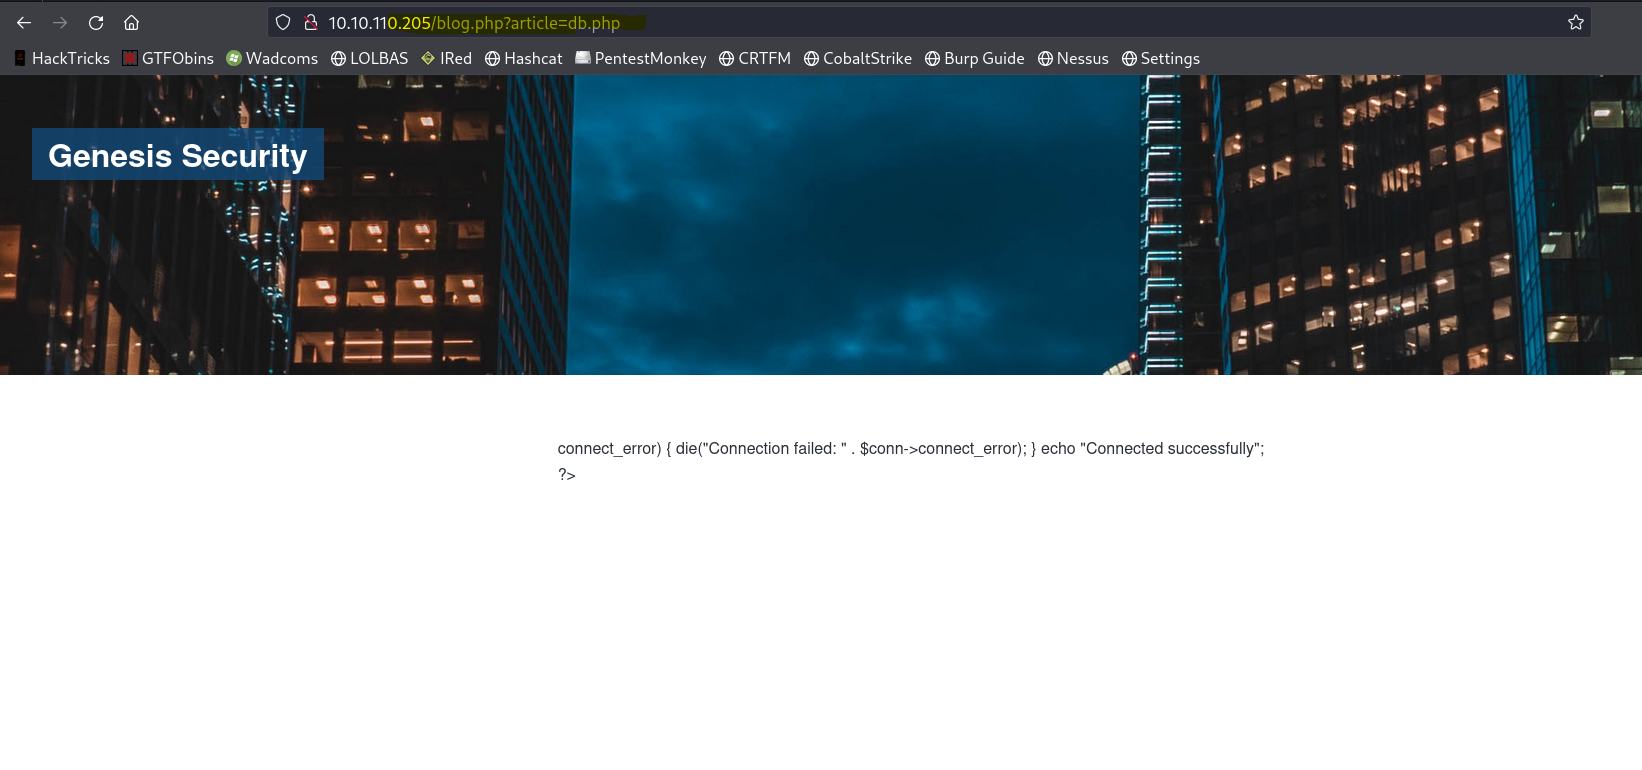 10.10.110.205/blog.php?article=db.php
HackTricks GTFObins Wadcoms LOLBAS IRed Hashcat PentestMonkey CRTFM CobaltStrike Burp Guide Nessus Settings
Genesis Security
connect_error) { die("Connection failed: " . $conn->connect_error); } echo "Connected successfully";
?>